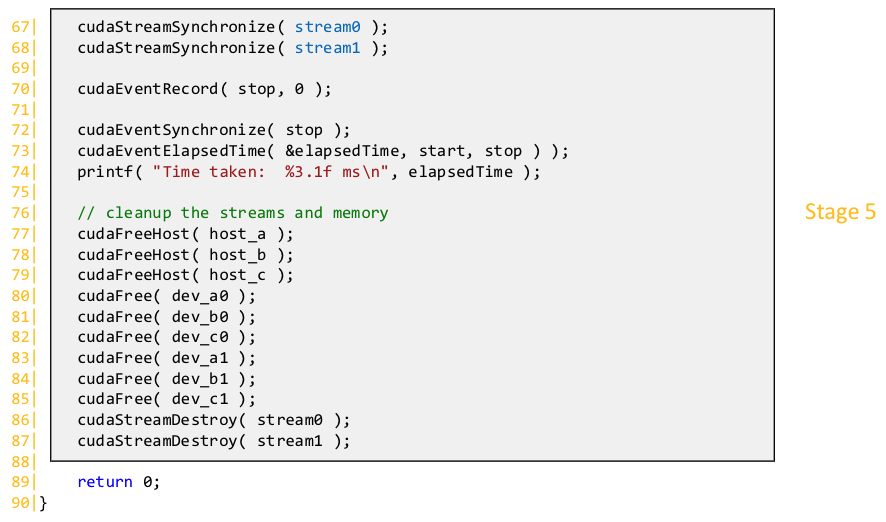 67|    cudaStreamSynchronize( stream0 );
68|    cudaStreamSynchronize( stream1 );
69|
70|    cudaEventRecord( stop, 0 );
71|
72|    cudaEventSynchronize( stop );
73|    cudaEventElapsedTime( &elapsedTime, start, stop ) );
74|    printf( "Time taken:  %3.1f ms\n", elapsedTime );
75|
76|    // cleanup the streams and memory
77|    cudaFreeHost( host_a );
78|    cudaFreeHost( host_b );
79|    cudaFreeHost( host_c );
80|    cudaFree( dev_a0 );
81|    cudaFree( dev_b0 );
82|    cudaFree( dev_c0 );
83|    cudaFree( dev_a1 );
84|    cudaFree( dev_b1 );
85|    cudaFree( dev_c1 );
86|    cudaStreamDestroy( stream0 );
87|    cudaStreamDestroy( stream1 );
88|
89|    return 0;
90|}
Stage 5